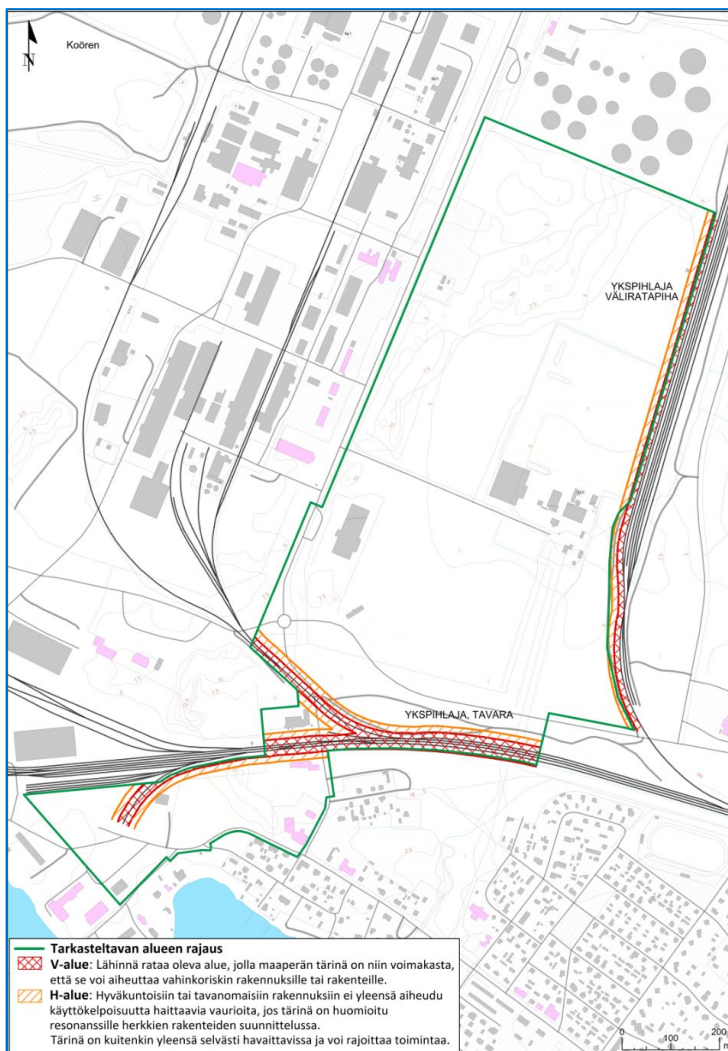 Koören
N
YKSPIHLAJA
VÄLIRATAPIHA
YKSPIHLAJA, TAVARA
Tarkasteltavan alueen rajaus
V-alue: Lähinnä rataa oleva alue, jolla maaperän tärinä on niin voimakasta,
että se voi aiheuttaa vahinkoriskin rakennuksille tai rakenteille.
H-alue: Hyväkuntoisiin tai tavanomaisiin rakennuksiin ei yleensä aiheudu
käyttökelpoisuutta haittaavia vaurioita, jos tärinä on huomioitu
resonanssille herkkien rakenteiden suunnittelussa.
Tärinä on kuitenkin yleensä selvästi havaittavissa ja voi rajoittaa toimintaa.
0 100 200